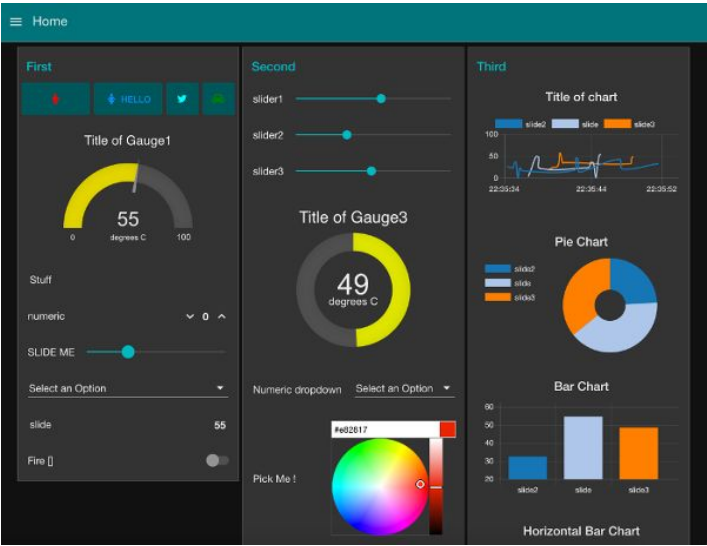 Home
First
HELLO
Title of Gauge1
55
degrees C
0 100
Stuff
numeric 0
SLIDE ME
Select an Option
slide 55
Fire []
Second
slider1
slider2
slider3
Title of Gauge3
49
degrees C
Numeric dropdown Select an Option
#e82817
Pick Me !
Third
Title of chart
slide2 slide slide3
100
50
0
22:35:34 22:35:44 22:35:52
Pie Chart
slide2
slide
slide3
Bar Chart
60
50
40
30
20
slide2 slide slide3
Horizontal Bar Chart